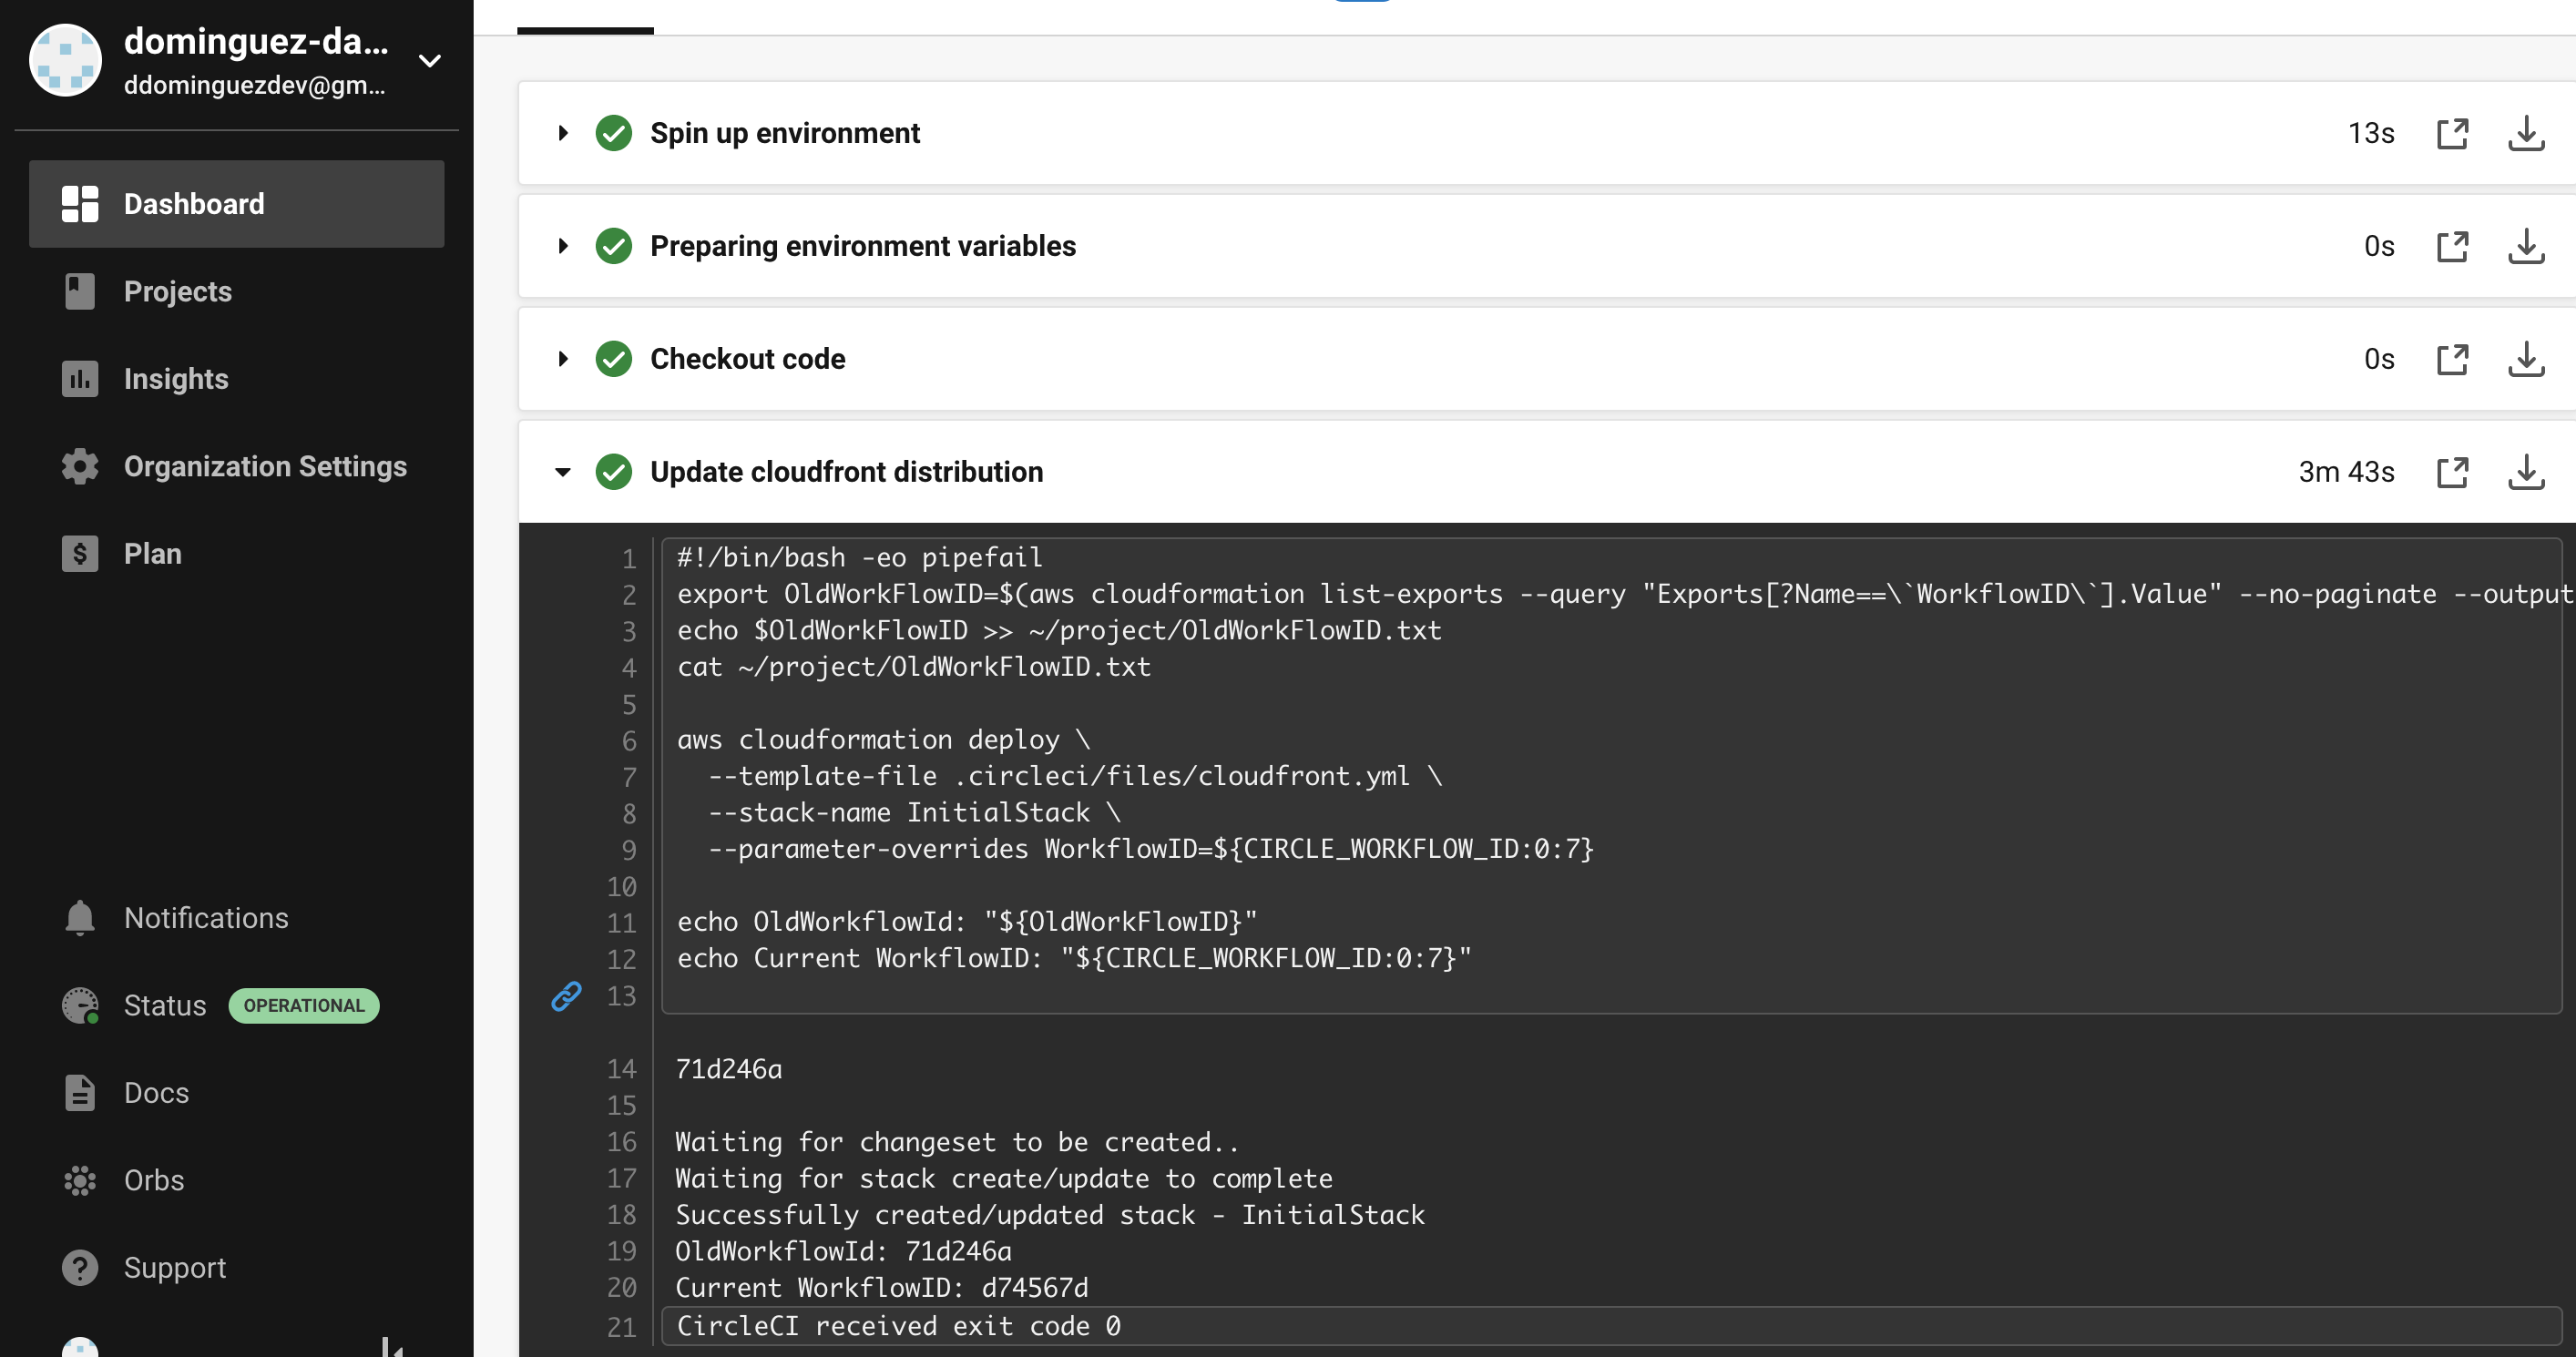 dominguez-da...
ddominguezdev@gm...
Dashboard
Projects
Insights
Organization Settings
Plan
Notifications
Status OPERATIONAL
Docs
Orbs
Support
Spin up environment 13s
Preparing environment variables 0s
Checkout code 0s
Update cloudfront distribution 3m 43s
1 #!/bin/bash -eo pipefail
2 export OldWorkFlowID=$(aws cloudformation list-exports --query "Exports[?Name==\`WorkflowID\`].Value" --no-paginate --output
3 echo $OldWorkFlowID >> ~/project/OldWorkFlowID.txt
4 cat ~/project/OldWorkFlowID.txt
5
6 aws cloudformation deploy \
7 --template-file .circleci/files/cloudfront.yml \
8 --stack-name InitialStack \
9 --parameter-overrides WorkflowID=${CIRCLE_WORKFLOW_ID:0:7}
10
11 echo OldWorkflowId: "${OldWorkFlowID}"
12 echo Current WorkflowID: "${CIRCLE_WORKFLOW_ID:0:7}"
13
14 71d246a
15
16 Waiting for changeset to be created..
17 Waiting for stack create/update to complete
18 Successfully created/updated stack - InitialStack
19 OldWorkflowId: 71d246a
20 Current WorkflowID: d74567d
21 CircleCI received exit code 0